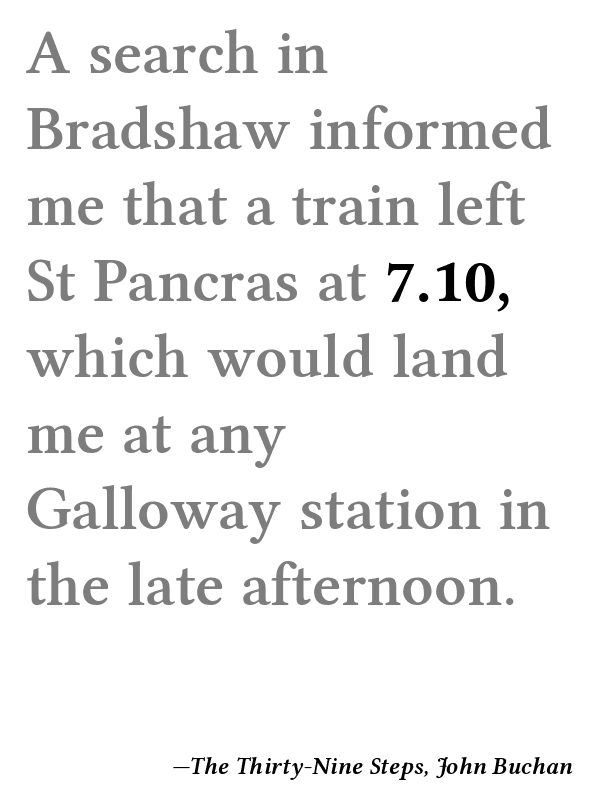 A search in
Bradshaw informed
me that a train left
St Pancras at 7.10,
which would land
me at any
Galloway station in
the late afternoon.
—The Thirty-Nine Steps, John Buchan